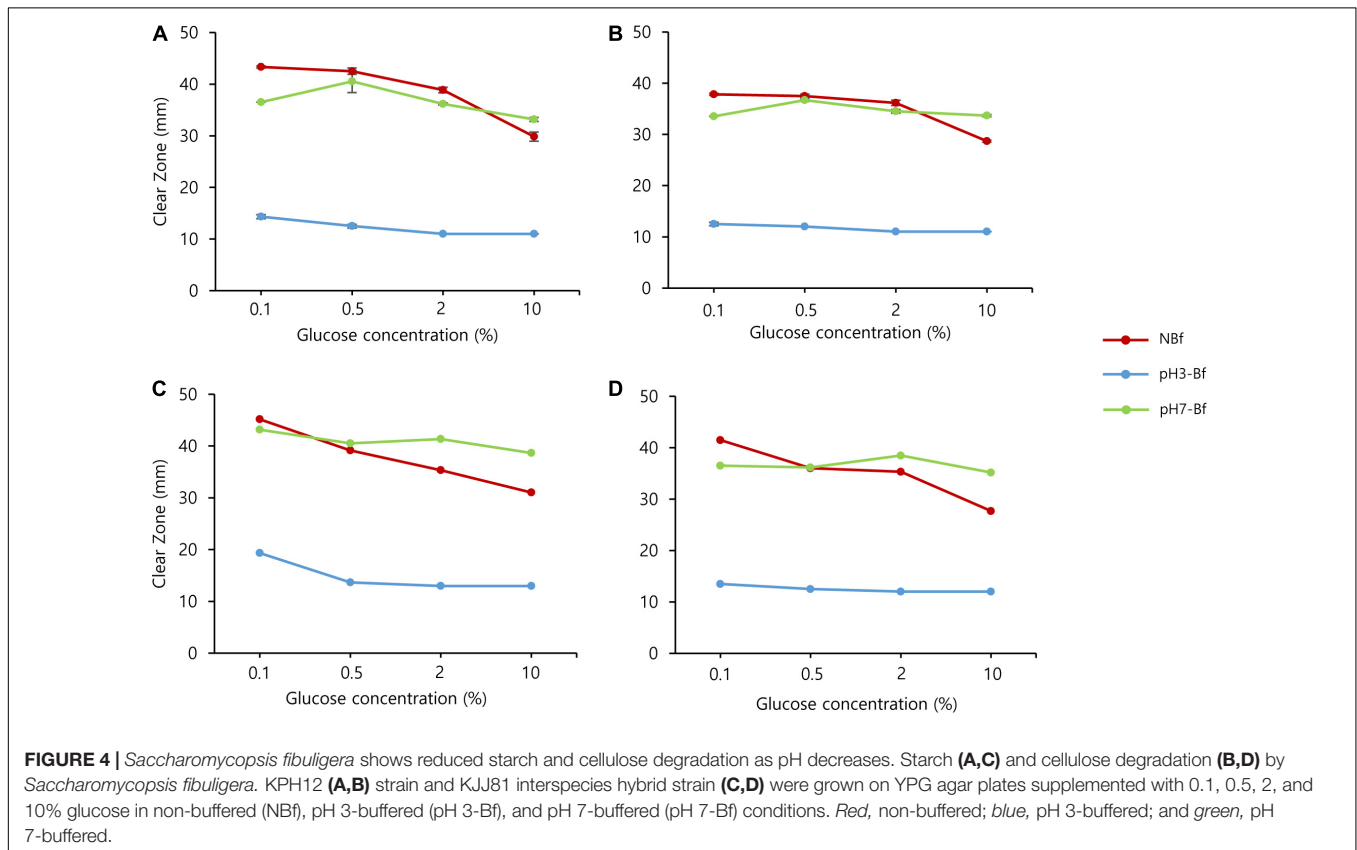 A
50
40
30
20
10
0
Clear Zone (mm)
0.1 0.5 2 10
Glucose concentration (%)
B
50
40
30
20
10
0
0.1 0.5 2 10
Glucose concentration (%)
NBf
pH3-Bf
pH7-Bf
C
50
40
30
20
10
0
Clear Zone (mm)
0.1 0.5 2 10
Glucose concentration (%)
D
50
40
30
20
10
0
0.1 0.5 2 10
Glucose concentration (%)
FIGURE 4 | Saccharomycopsis fibuligera shows reduced starch and cellulose degradation as pH decreases. Starch (A,C) and cellulose degradation (B,D) by
Saccharomycopsis fibuligera. KPH12 (A,B) strain and KJJ81 interspecies hybrid strain (C,D) were grown on YPG agar plates supplemented with 0.1, 0.5, 2, and
10% glucose in non-buffered (NBf), pH 3-buffered (pH 3-Bf), and pH 7-buffered (pH 7-Bf) conditions. Red, non-buffered; blue, pH 3-buffered; and green, pH
7-buffered.